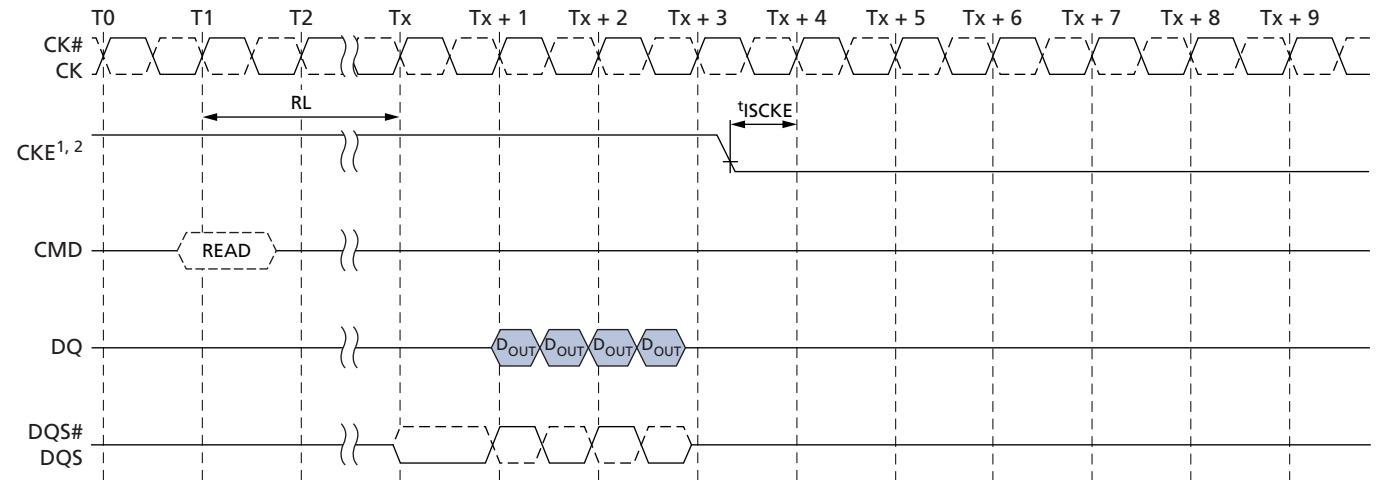 T0 T1 T2 Tx Tx + 1 Tx + 2 Tx + 3 Tx + 4 Tx + 5 Tx + 6 Tx + 7 Tx + 8 Tx + 9
CK#
CK
RL
tISCKE
CKE1, 2
CMD READ
DQ DOUT DOUT DOUT DOUT
DQS#
DQS